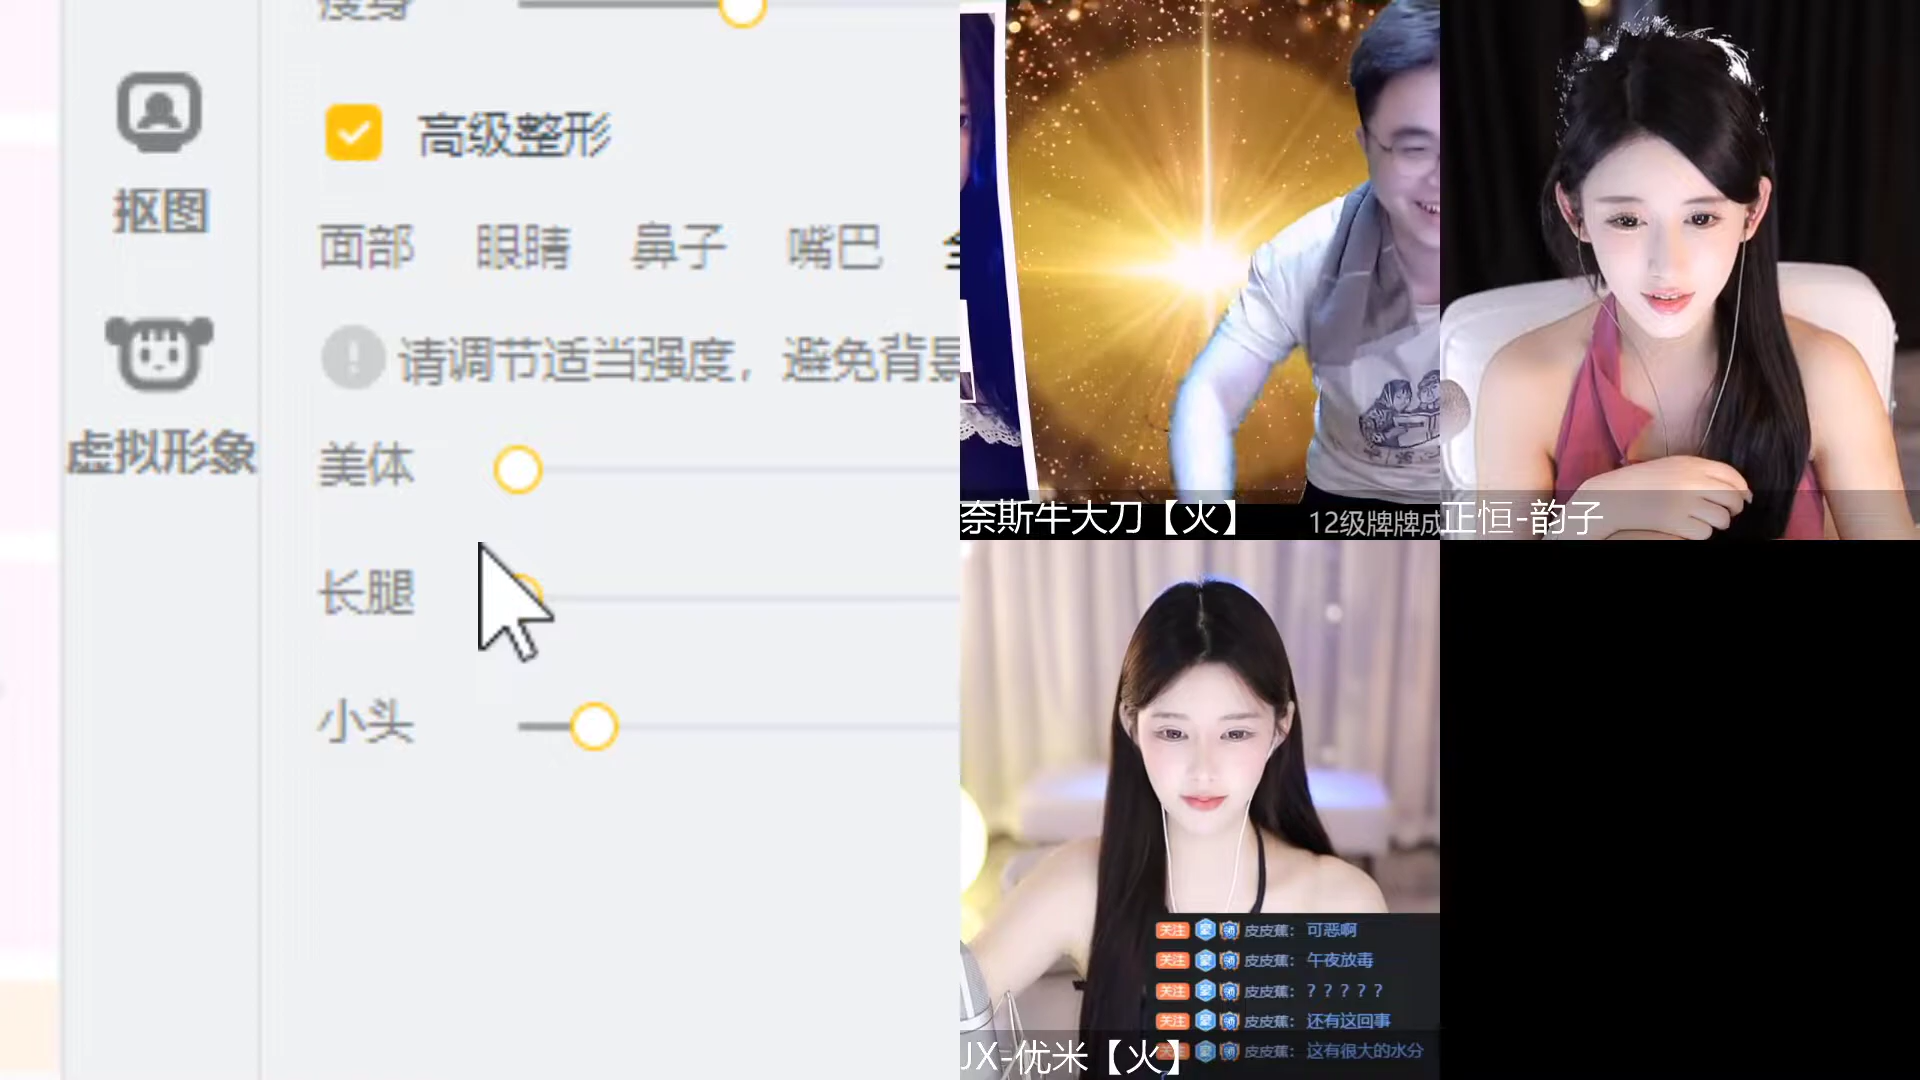 瘦身
高级整形
抠图
面部 眼睛 鼻子 嘴巴
请调节适当强度，避免背景
虚拟形象
美体
长腿
小头
奈斯牛大刀【火】
12级牌牌成
正恒-韵子
关注 皮皮蕉： 可恶啊
关注 皮皮蕉： 午夜放毒
关注 皮皮蕉： ？？？？？
关注 皮皮蕉： 还有这回事
关注 皮皮蕉： 这有很大的水分
JX-优米【火】